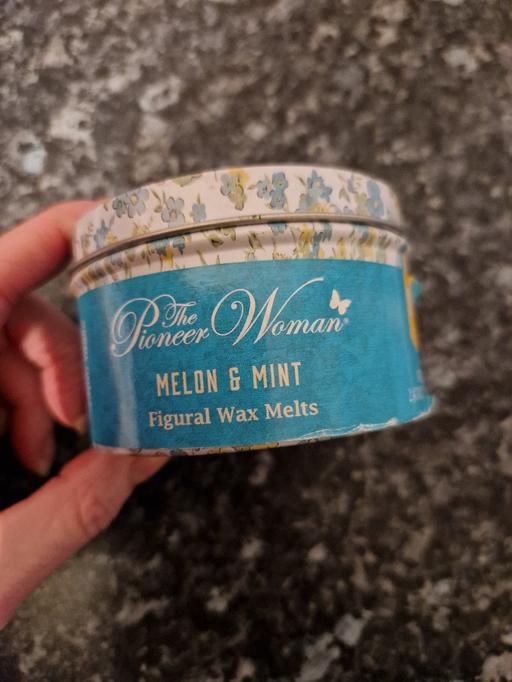 The
Pioneer Woman
MELON & MINT
Figural Wax Melts